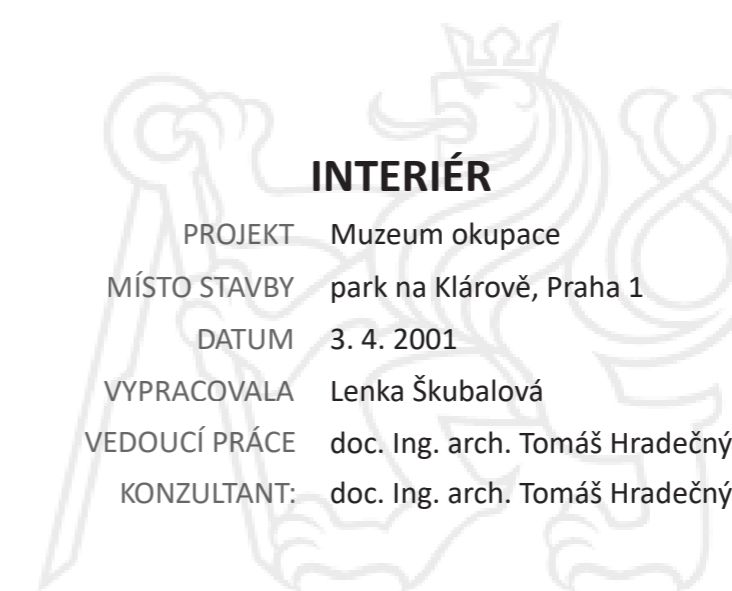 INTERIÉR
PROJEKT Muzeum okupace
MÍSTO STAVBY park na Klárově, Praha 1
DATUM 3. 4. 2001
VYPRACOVALA Lenka Škubalová
VEDOUCÍ PRÁCE doc. Ing. arch. Tomáš Hradečný
KONZULTANT: doc. Ing. arch. Tomáš Hradečný